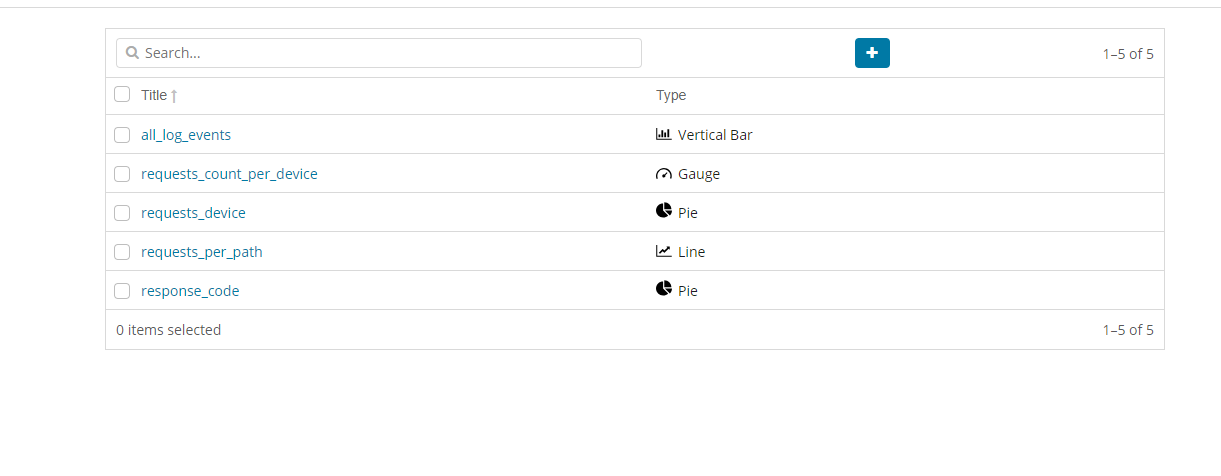 Search... 1–5 of 5
Title Type
all_log_events Vertical Bar
requests_count_per_device Gauge
requests_device Pie
requests_per_path Line
response_code Pie
0 items selected 1–5 of 5